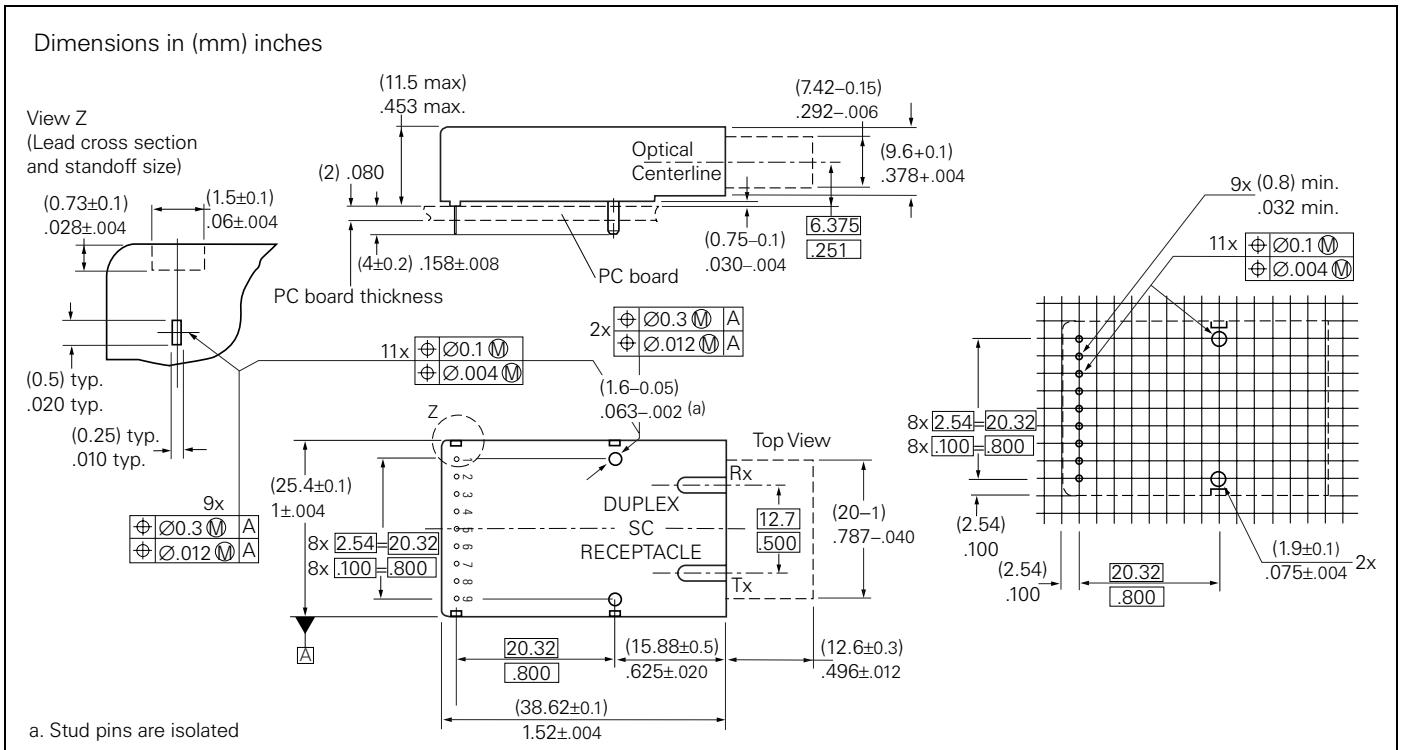 Dimensions in (mm) inches
View Z
(Lead cross section
and standoff size)
(0.73±0.1)
.028±.004
(1.5±0.1)
.06±.004
(0.5) typ.
.020 typ.
(0.25) typ.
.010 typ.
(11.5 max)
.453 max.
(2) .080
(4±0.2) .158±.008
PC board thickness
PC board
Optical
Centerline
(7.42–0.15)
.292–.006
(9.6+0.1)
.378+.004
(0.75–0.1)
.030–.004
6.375
.251
2x ⌖ Ø0.3 Ⓜ A
⌖ Ø.012 Ⓜ A
11x ⌖ Ø0.1 Ⓜ
⌖ Ø.004 Ⓜ
(1.6–0.05)
.063–.002 (a)
9x
⌖ Ø0.3 Ⓜ A
⌖ Ø.012 Ⓜ A
Z
Top View
(25.4±0.1)
1±.004
8x 2.54=20.32
8x .100=.800
1
2
3
4
5
6
7
8
9
DUPLEX
SC
RECEPTACLE
Rx
Tx
12.7
.500
(20–1)
.787–.040
A
20.32
.800
(15.88±0.5)
.625±.020
(12.6±0.3)
.496±.012
(38.62±0.1)
1.52±.004
9x (0.8) min.
.032 min.
11x ⌖ Ø0.1 Ⓜ
⌖ Ø.004 Ⓜ
8x 2.54=20.32
8x .100=.800
(2.54)
.100
(2.54)
.100
20.32
.800
(1.9±0.1)
.075±.004 2x
a. Stud pins are isolated